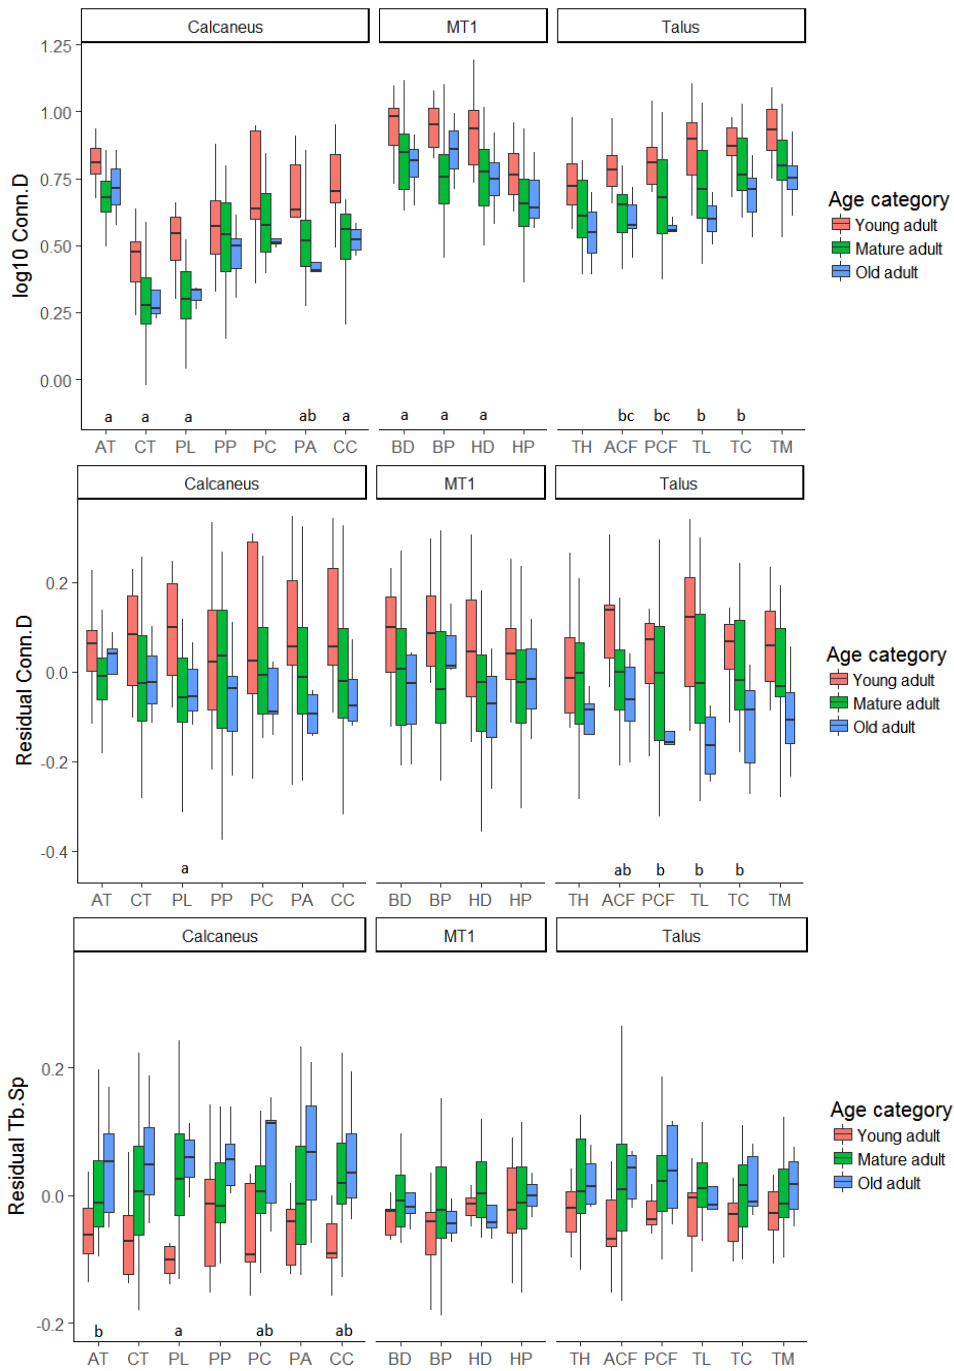 Calcaneus MT1 Talus
1.25
1.00
0.75
0.50
0.25
0.00
log10 Conn.D
a a a ab a a a a bc bc b b
AT CT PL PP PC PA CC BD BP HD HP TH ACF PCF TL TC TM
Age category
Young adult
Mature adult
Old adult
Calcaneus MT1 Talus
0.2
0.0
-0.2
-0.4
Residual Conn.D
a ab b b b
AT CT PL PP PC PA CC BD BP HD HP TH ACF PCF TL TC TM
Age category
Young adult
Mature adult
Old adult
Calcaneus MT1 Talus
0.2
0.0
-0.2
Residual Tb.Sp
b a ab ab
AT CT PL PP PC PA CC BD BP HD HP TH ACF PCF TL TC TM
Age category
Young adult
Mature adult
Old adult